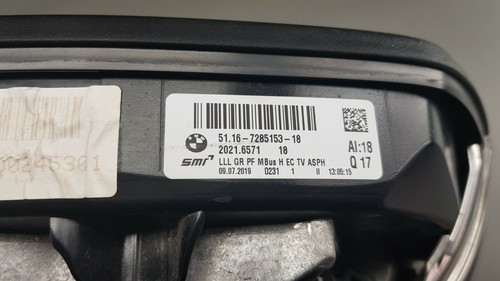 BMW
51.16-7285153-18
2021.6571 18
smr
LLL GR PF MBus H EC TV ASPH
09.07.2019 0231 1 II 13:05:15
AI:18
Q 17